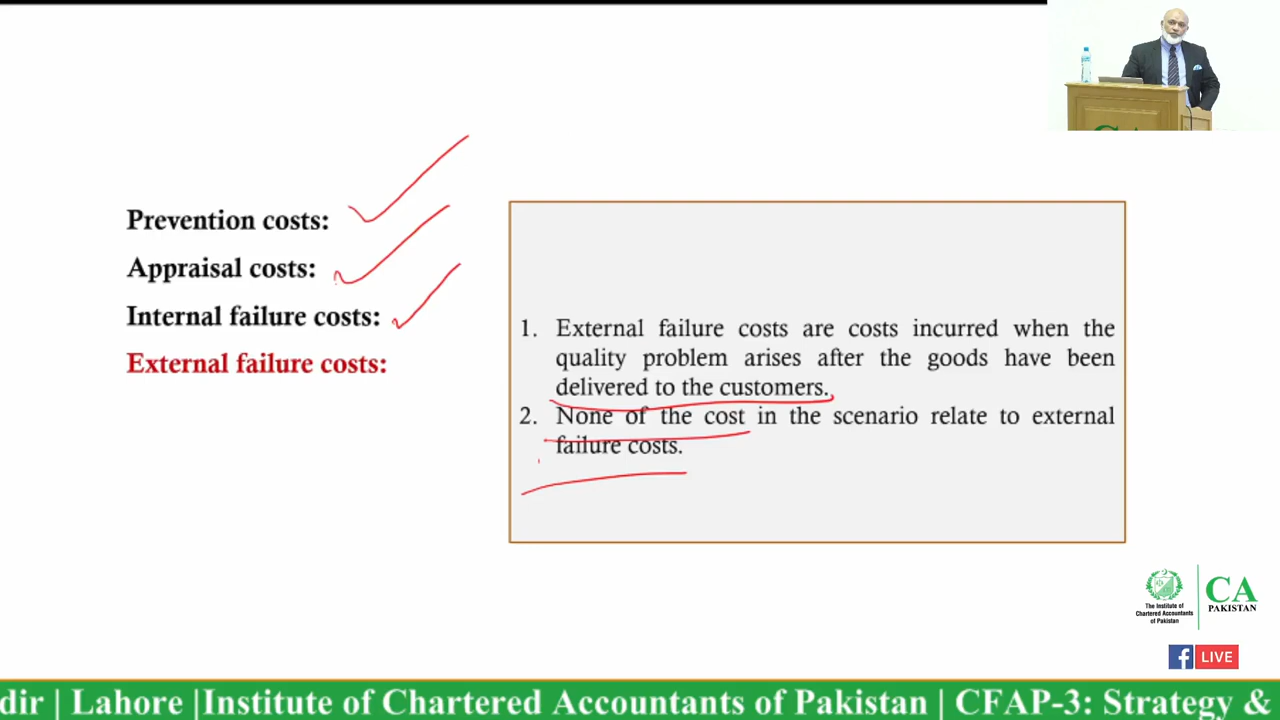 Prevention costs:
Appraisal costs:
Internal failure costs:
External failure costs:
1. External failure costs are costs incurred when the
quality problem arises after the goods have been
delivered to the customers.
2. None of the cost in the scenario relate to external
failure costs.
The Institute of
Chartered Accountants
of Pakistan
CA
PAKISTAN
f LIVE
dir | Lahore |Institute of Chartered Accountants of Pakistan | CFAP-3: Strategy &